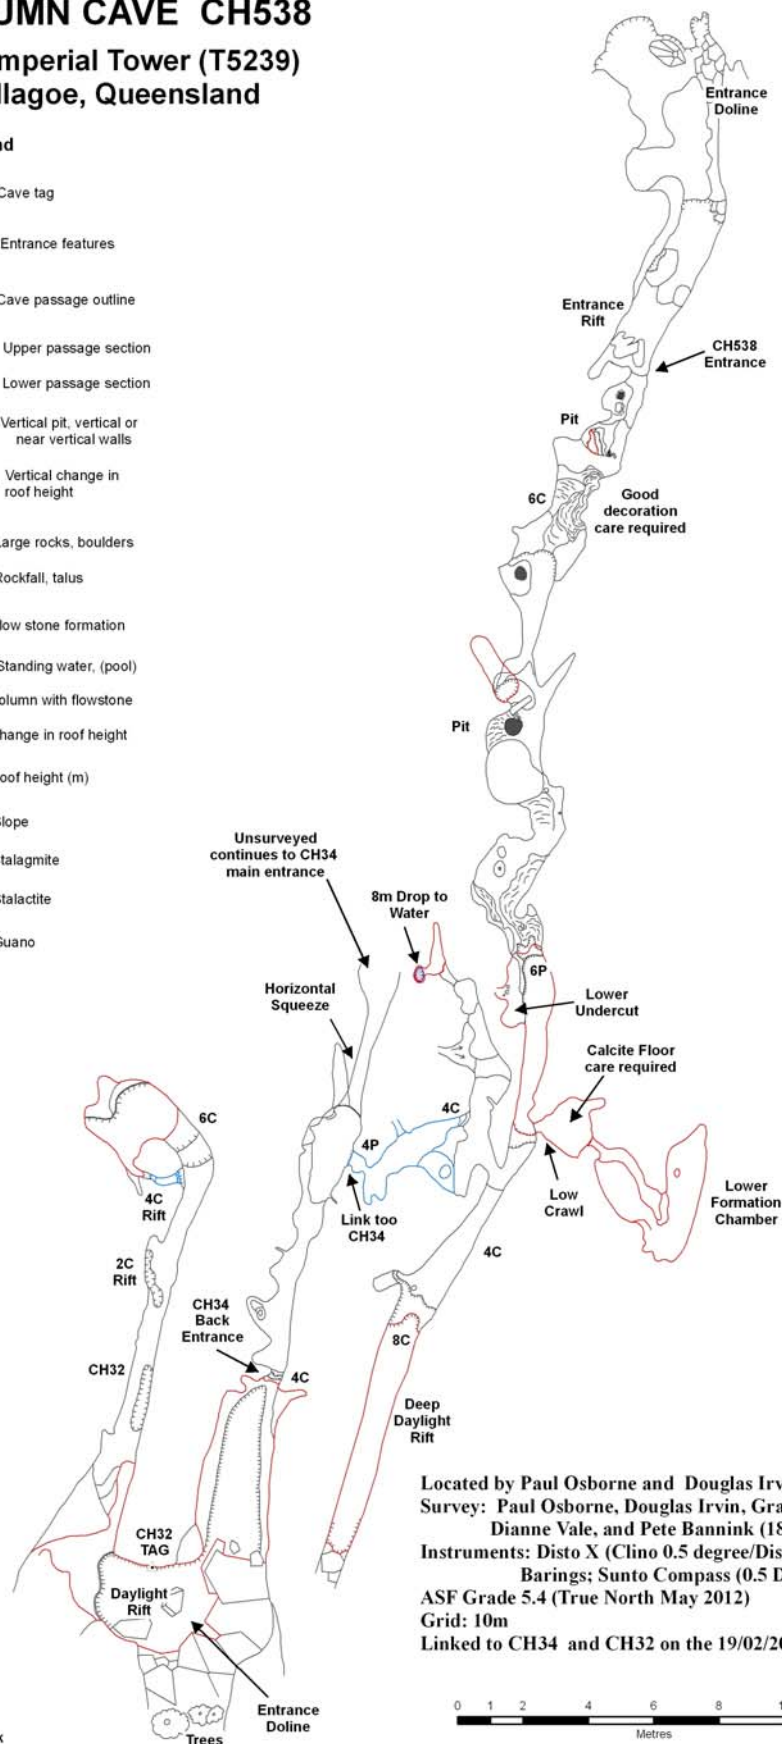 UMN CAVE CH538
mperial Tower (T5239)
llagoe, Queensland
nd
Cave tag
Entrance features
Cave passage outline
Upper passage section
Lower passage section
Vertical pit, vertical or
near vertical walls
Vertical change in
roof height
arge rocks, boulders
Rockfall, talus
low stone formation
Standing water, (pool)
olumn with flowstone
hange in roof height
oof height (m)
lope
talagmite
talactite
Guano
Entrance
Doline
Entrance
Rift
CH538
Entrance
Pit
6C
Good
decoration
care required
Pit
Unsurveyed
continues to CH34
main entrance
8m Drop to
Water
6P
Horizontal
Squeeze
Lower
Undercut
Calcite Floor
care required
6C
4C
4P
4C
Rift
Link too
CH34
Low
Crawl
Lower
Formation
Chamber
4C
2C
Rift
CH34
Back
Entrance
8C
CH32
4C
Deep
Daylight
Rift
CH32
TAG
Daylight
Rift
Entrance
Doline
Trees
Located by Paul Osborne and Douglas Irv
Survey: Paul Osborne, Douglas Irvin, Gra
Dianne Vale, and Pete Bannink (18
Instruments: Disto X (Clino 0.5 degree/Dis
Barings; Sunto Compass (0.5 D
ASF Grade 5.4 (True North May 2012)
Grid: 10m
Linked to CH34 and CH32 on the 19/02/20
0 1 2 4 6 8 1
Metres